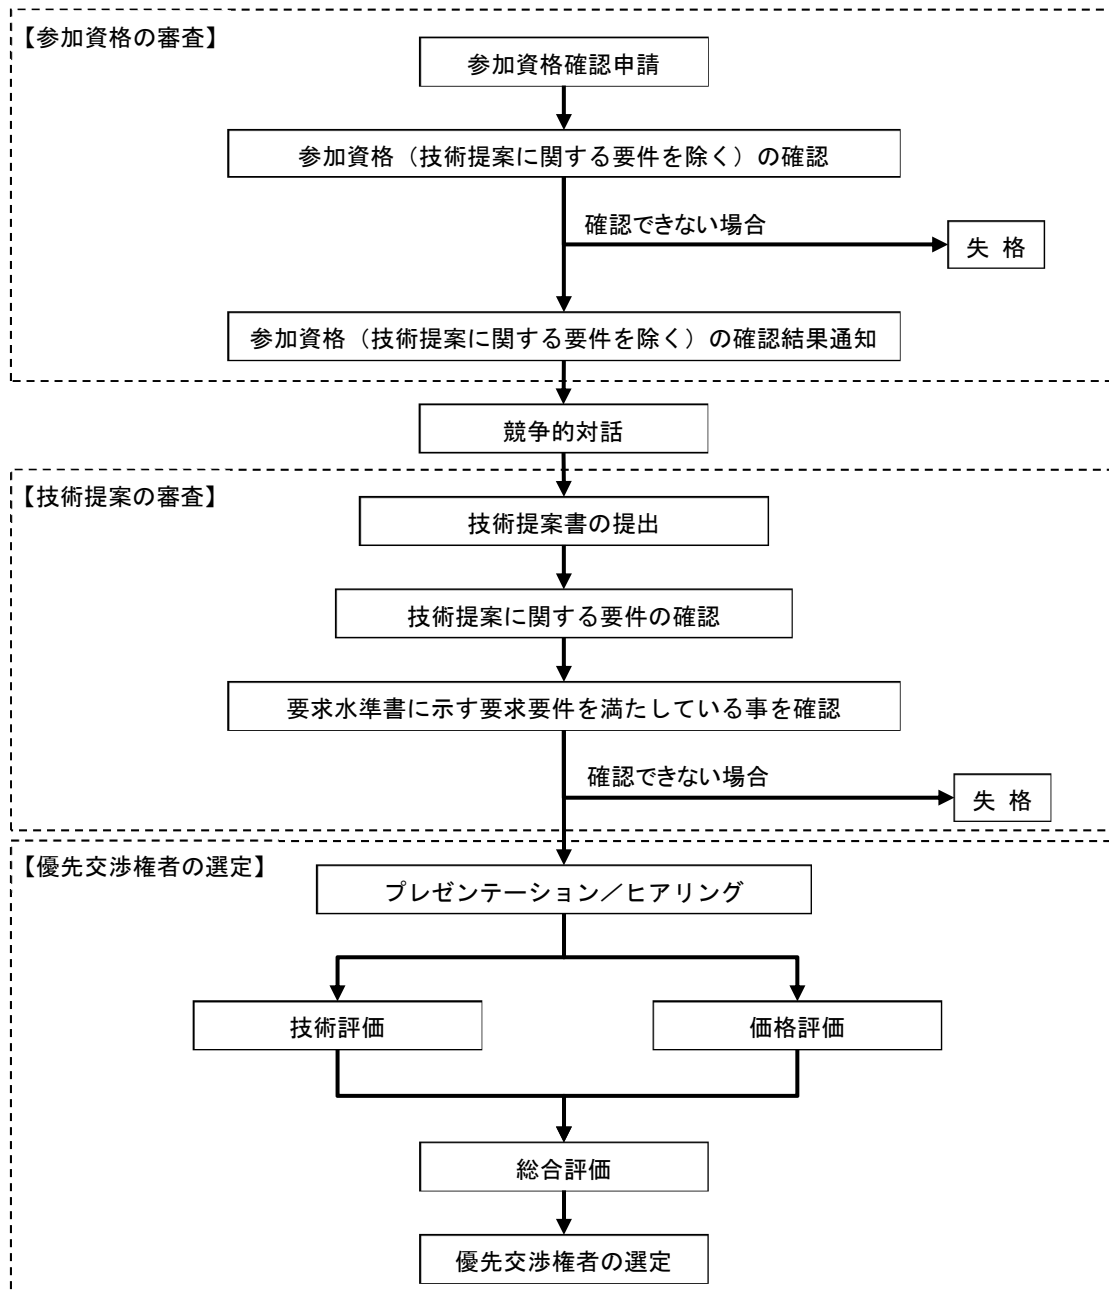 【参加資格の審査】
参加資格確認申請
参加資格（技術提案に関する要件を除く）の確認
確認できない場合
失 格
参加資格（技術提案に関する要件を除く）の確認結果通知
競争的対話
【技術提案の審査】
技術提案書の提出
技術提案に関する要件の確認
要求水準書に示す要求要件を満たしている事を確認
確認できない場合
失 格
【優先交渉権者の選定】
プレゼンテーション／ヒアリング
技術評価
価格評価
総合評価
優先交渉権者の選定